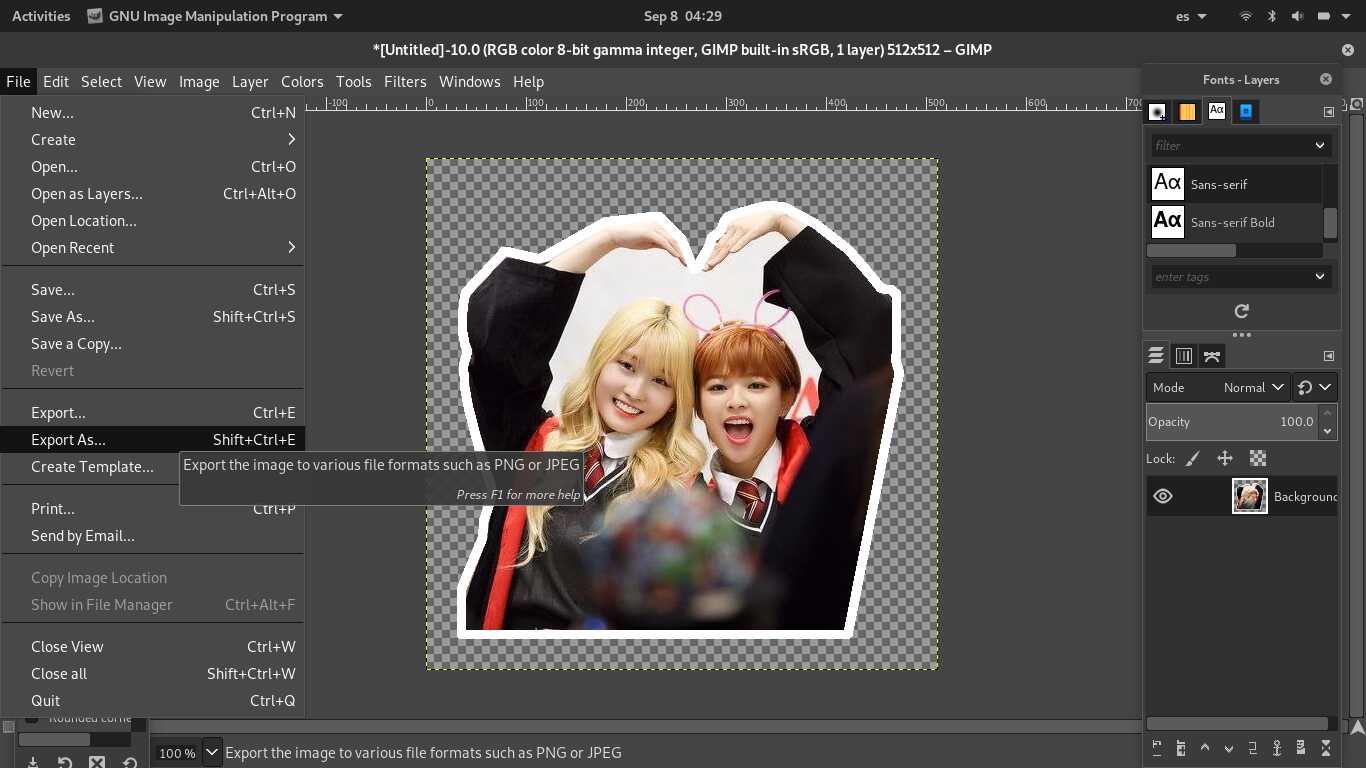 Activities GNU Image Manipulation Program Sep 8 04:29 es
*[Untitled]-10.0 (RGB color 8-bit gamma integer, GIMP built-in sRGB, 1 layer) 512x512 – GIMP
File Edit Select View Image Layer Colors Tools Filters Windows Help
Fonts - Layers
-100 0 100 200 300 400 500 600 700
New... Ctrl+N
Create
Open... Ctrl+O
Open as Layers... Ctrl+Alt+O
Open Location...
Open Recent
Save... Ctrl+S
Save As... Shift+Ctrl+S
Save a Copy...
Revert
Export... Ctrl+E
Export As... Shift+Ctrl+E
Create Template...
Export the image to various file formats such as PNG or JPEG
Press F1 for more help
Print... Ctrl+P
Send by Email...
Copy Image Location
Show in File Manager Ctrl+Alt+F
Close View Ctrl+W
Close all Shift+Ctrl+W
Quit Ctrl+Q
Aα
filter
Aα Sans-serif
Aα Sans-serif Bold
enter tags
Mode Normal
Opacity 100.0
Lock:
Background
Rounded corne
100 % Export the image to various file formats such as PNG or JPEG